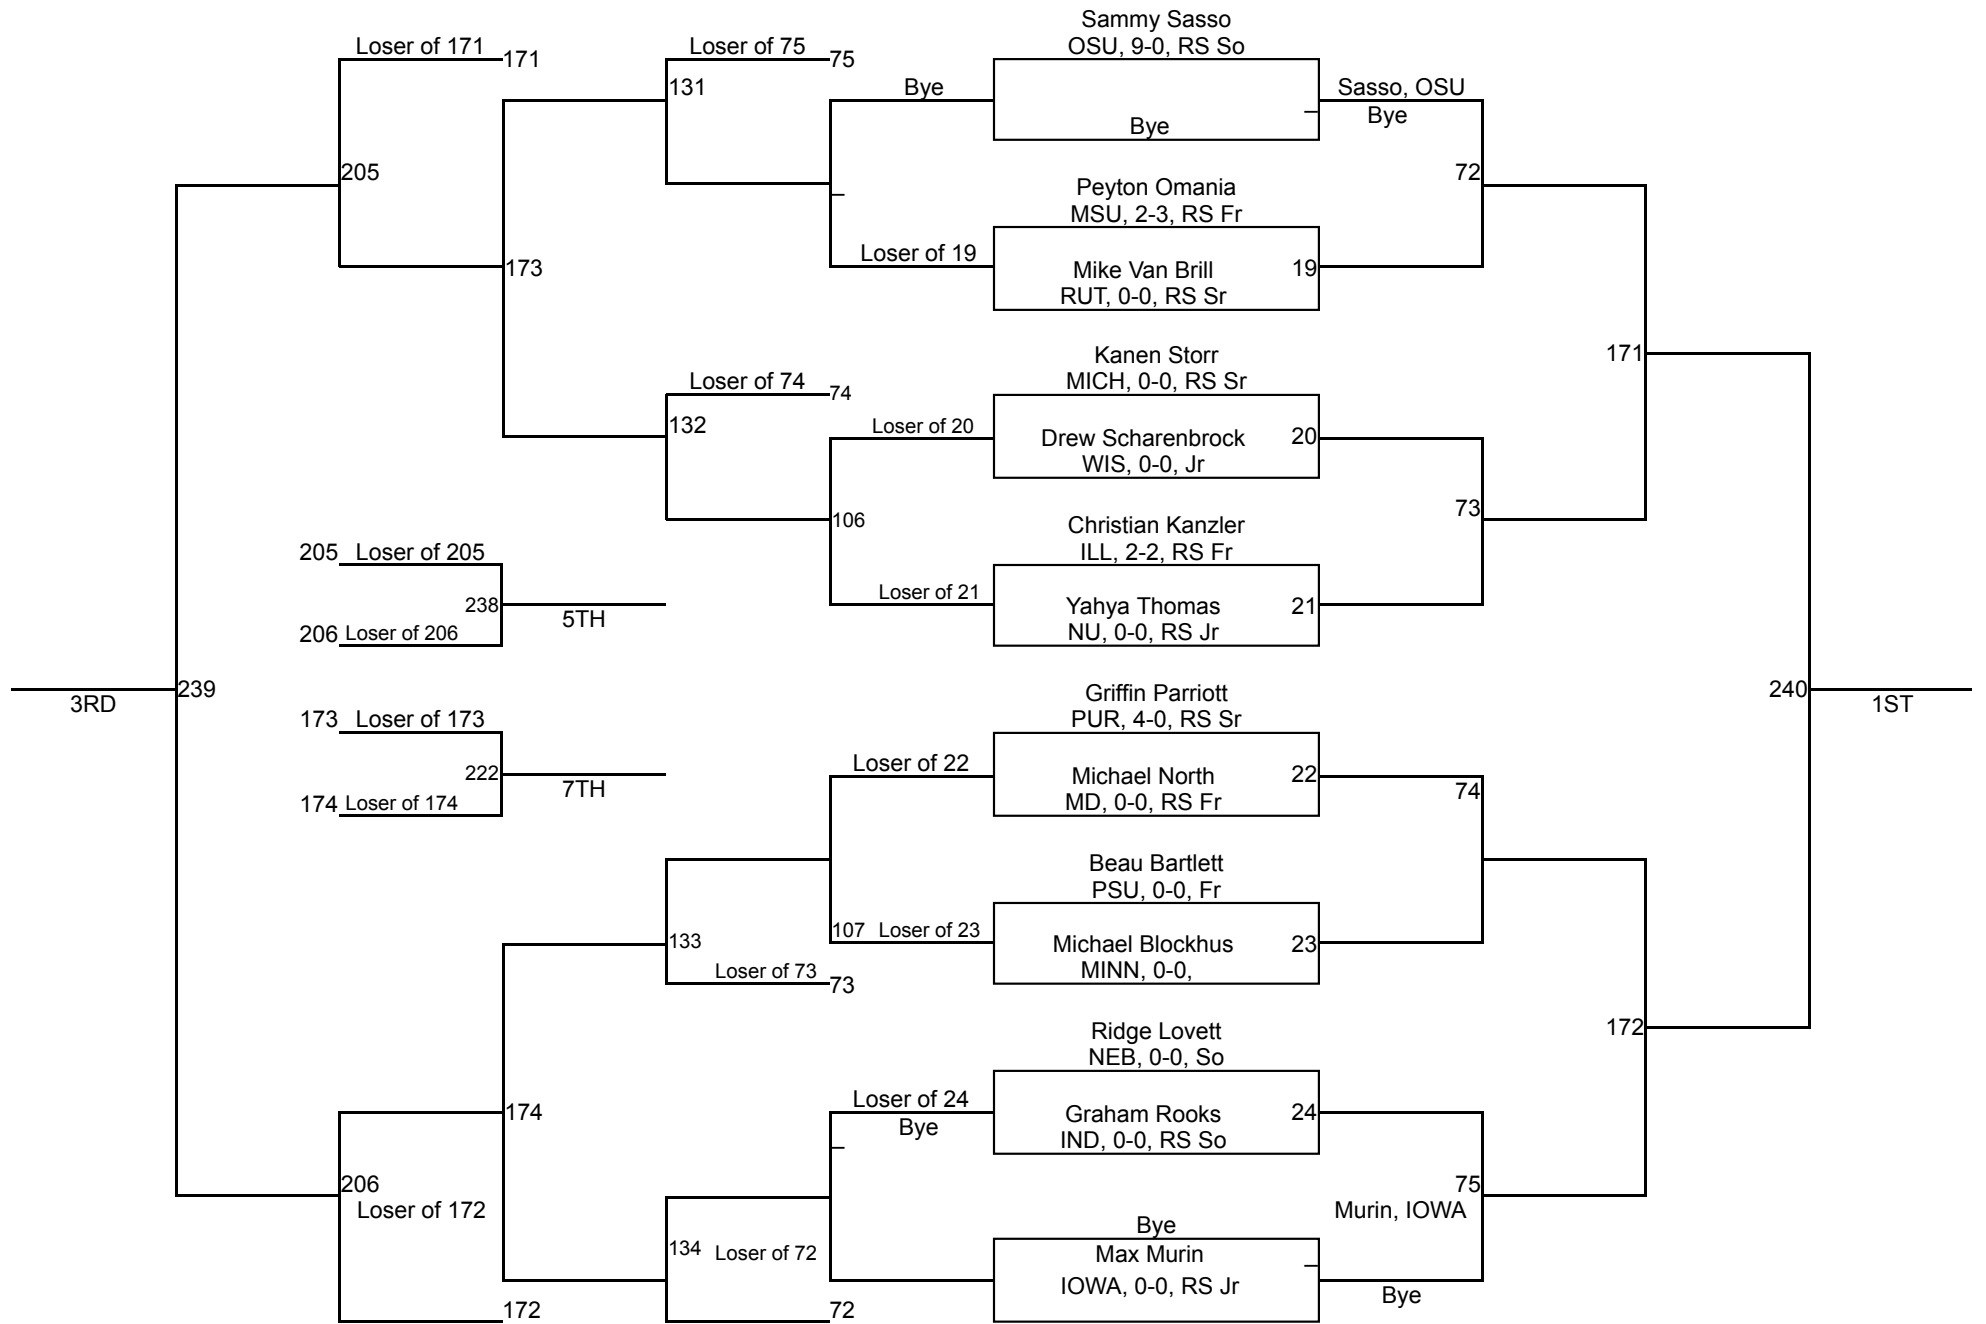 Sammy Sasso
OSU, 9-0, RS So
Loser of 171
171
Loser of 75
75
131
Bye
Sasso, OSU
Bye
Bye
205
72
Peyton Omania
MSU, 2-3, RS Fr
Loser of 19
173
Mike Van Brill
19
RUT, 0-0, RS Sr
Kanen Storr
171
MICH, 0-0, RS Sr
Loser of 74
74
132
Loser of 20
Drew Scharenbrock
20
WIS, 0-0, Jr
73
106
Christian Kanzler
ILL, 2-2, RS Fr
205
Loser of 205
Loser of 21
238
5TH
Yahya Thomas
21
NU, 0-0, RS Jr
206
Loser of 206
3RD
239
Griffin Parriott
PUR, 4-0, RS Sr
240
1ST
173
Loser of 173
Loser of 22
222
7TH
Michael North
22
MD, 0-0, RS Fr
74
174
Loser of 174
Beau Bartlett
PSU, 0-0, Fr
133
107
Loser of 23
Michael Blockhus
23
MINN, 0-0,
Loser of 73
73
Ridge Lovett
172
NEB, 0-0, So
Loser of 24
Bye
174
Graham Rooks
24
IND, 0-0, RS So
206
Loser of 172
75
Murin, IOWA
Bye
134
Loser of 72
Max Murin
IOWA, 0-0, RS Jr
Bye
172
72